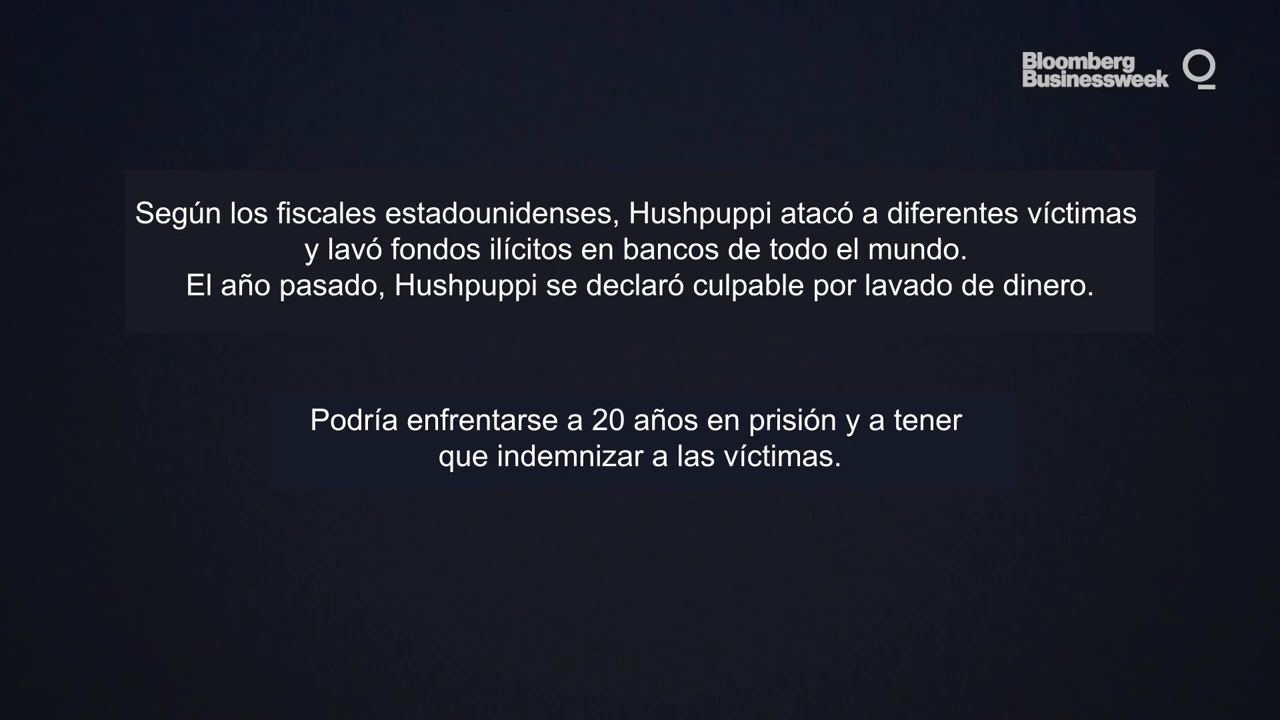 Bloomberg
Businessweek
Según los fiscales estadounidenses, Hushpuppi atacó a diferentes víctimas
y lavó fondos ilícitos en bancos de todo el mundo.
El año pasado, Hushpuppi se declaró culpable por lavado de dinero.
Podría enfrentarse a 20 años en prisión y a tener
que indemnizar a las víctimas.